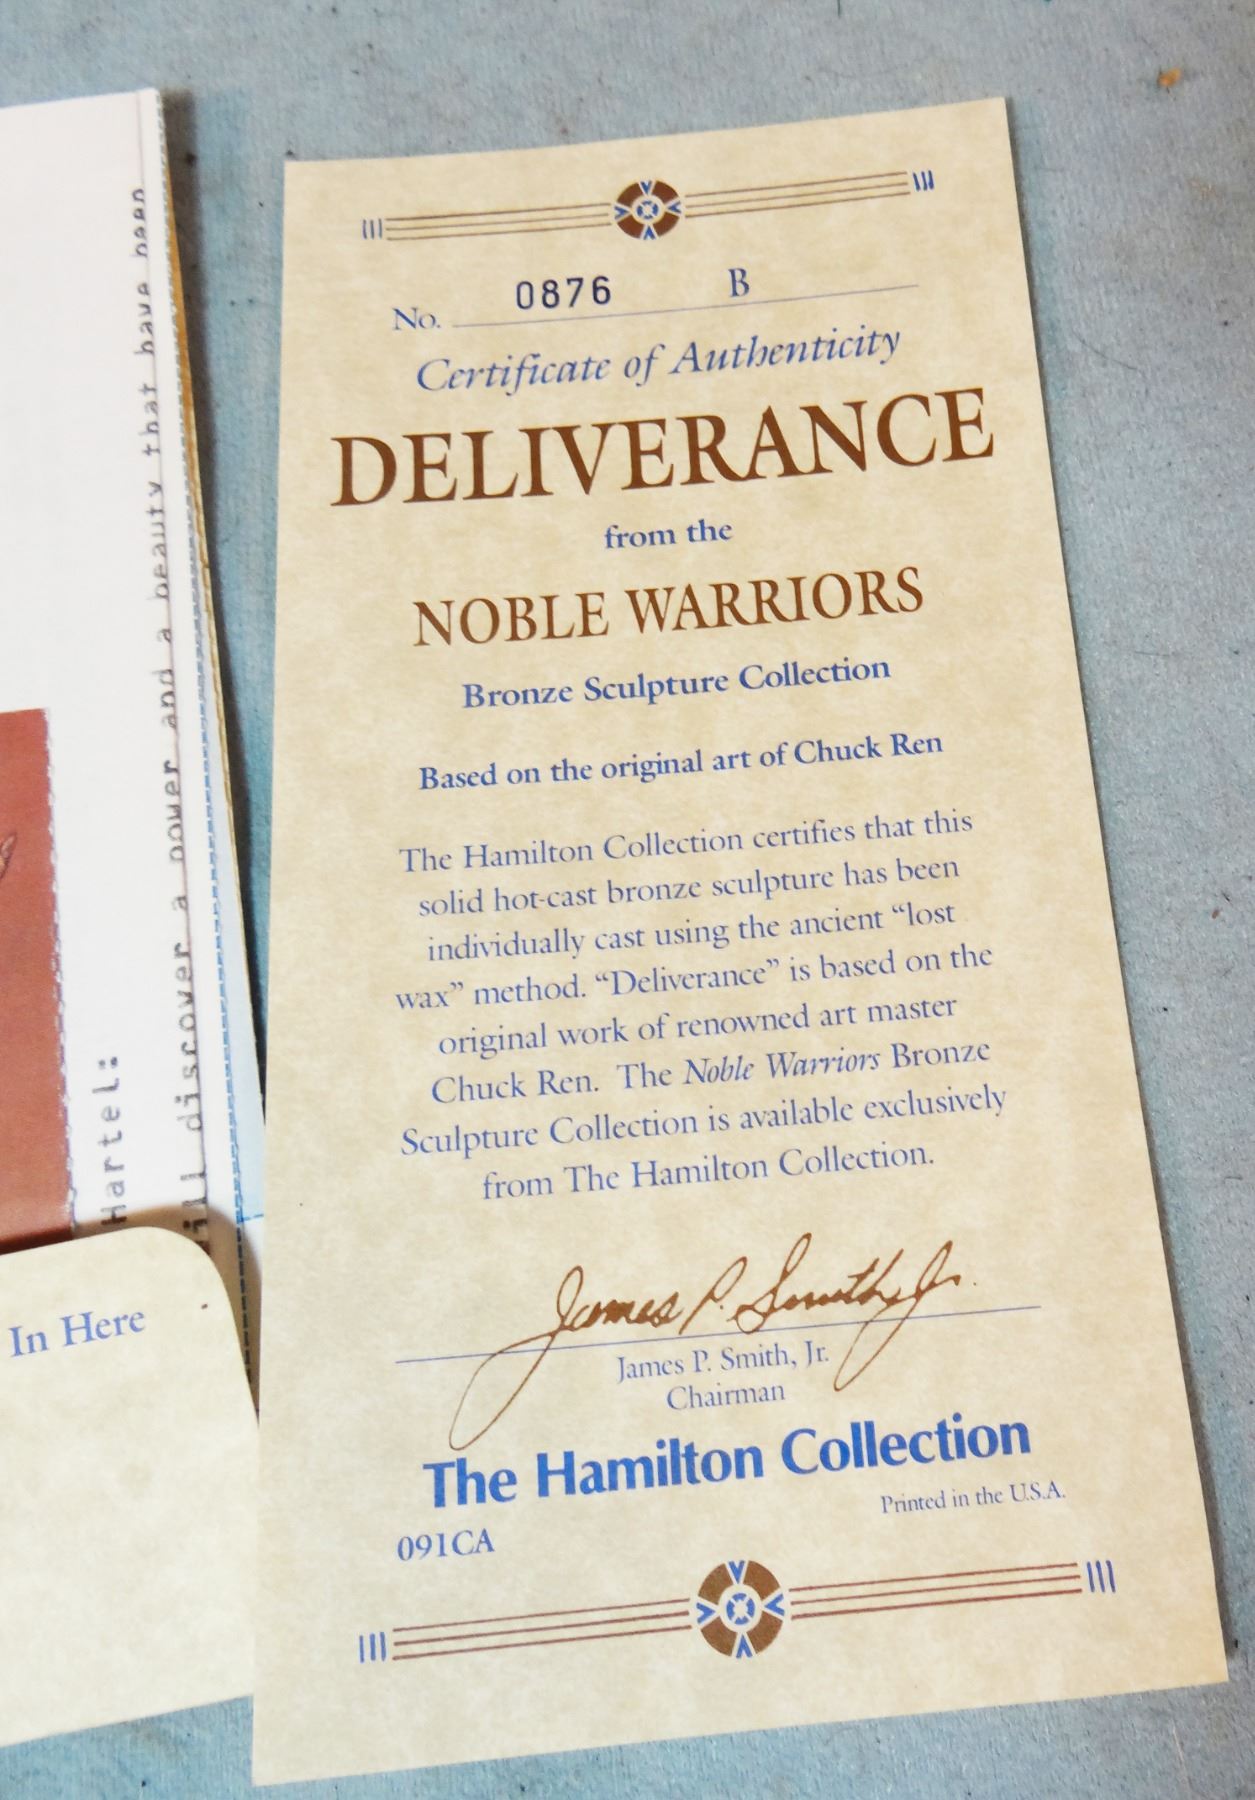 No. 0876 B
Certificate of Authenticity
DELIVERANCE
from the
NOBLE WARRIORS
Bronze Sculpture Collection
Based on the original art of Chuck Ren
The Hamilton Collection certifies that this
solid hot-cast bronze sculpture has been
individually cast using the ancient “lost
wax” method. “Deliverance” is based on the
original work of renowned art master
Chuck Ren. The Noble Warriors Bronze
Sculpture Collection is available exclusively
from The Hamilton Collection.
James P. Smith, Jr.
James P. Smith, Jr.
Chairman
The Hamilton Collection
Printed in the U.S.A.
091CA
Hartel:
will discover a power and a beauty that have been
In Here